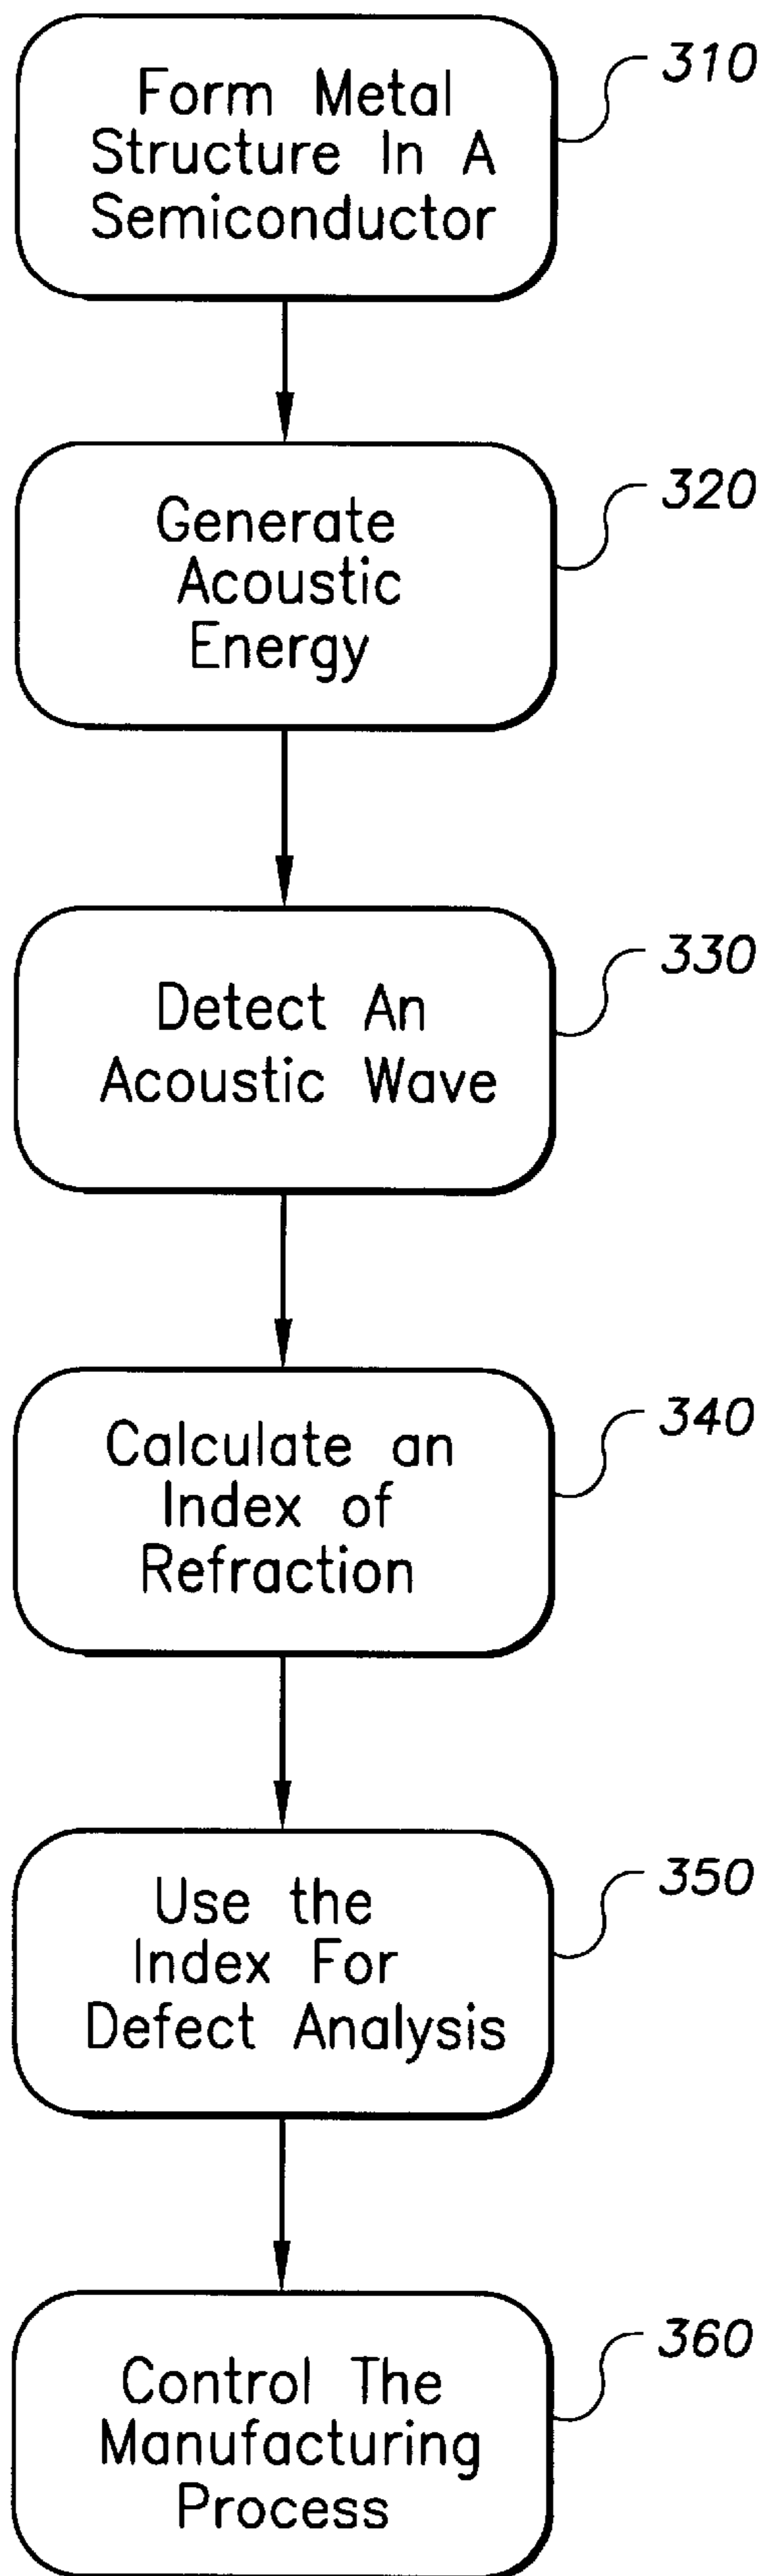 310
Form Metal
Structure In A
Semiconductor
320
Generate
Acoustic
Energy
330
Detect An
Acoustic Wave
340
Calculate an
Index of
Refraction
350
Use the
Index For
Defect Analysis
360
Control The
Manufacturing
Process